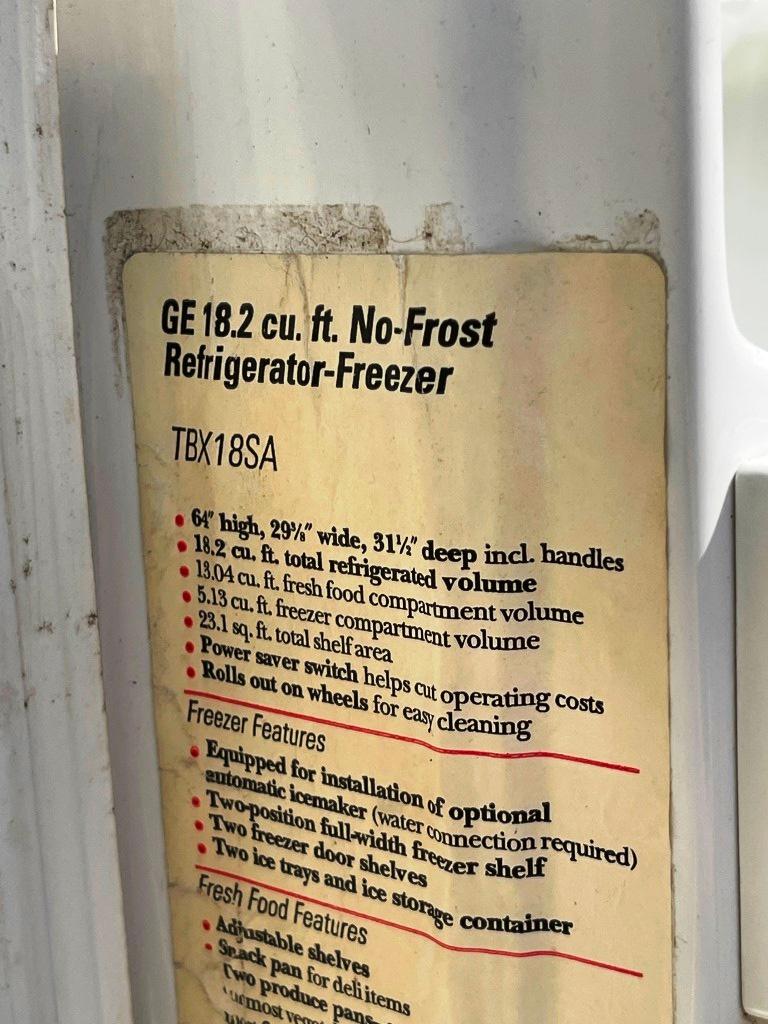 GE 18.2 cu. ft. No-Frost
Refrigerator-Freezer
TBX18SA
• 64" high, 29⅝" wide, 31½" deep incl. handles
• 18.2 cu. ft. total refrigerated volume
• 13.04 cu. ft. fresh food compartment volume
• 5.13 cu. ft. freezer compartment volume
• 23.1 sq. ft. total shelf area
• Power saver switch helps cut operating costs
• Rolls out on wheels for easy cleaning
Freezer Features
• Equipped for installation of optional
automatic icemaker (water connection required)
• Two-position full-width freezer shelf
• Two freezer door shelves
• Two ice trays and ice storage container
Fresh Food Features
• Adjustable shelves
• Snack pan for deli items
Two produce pans
most